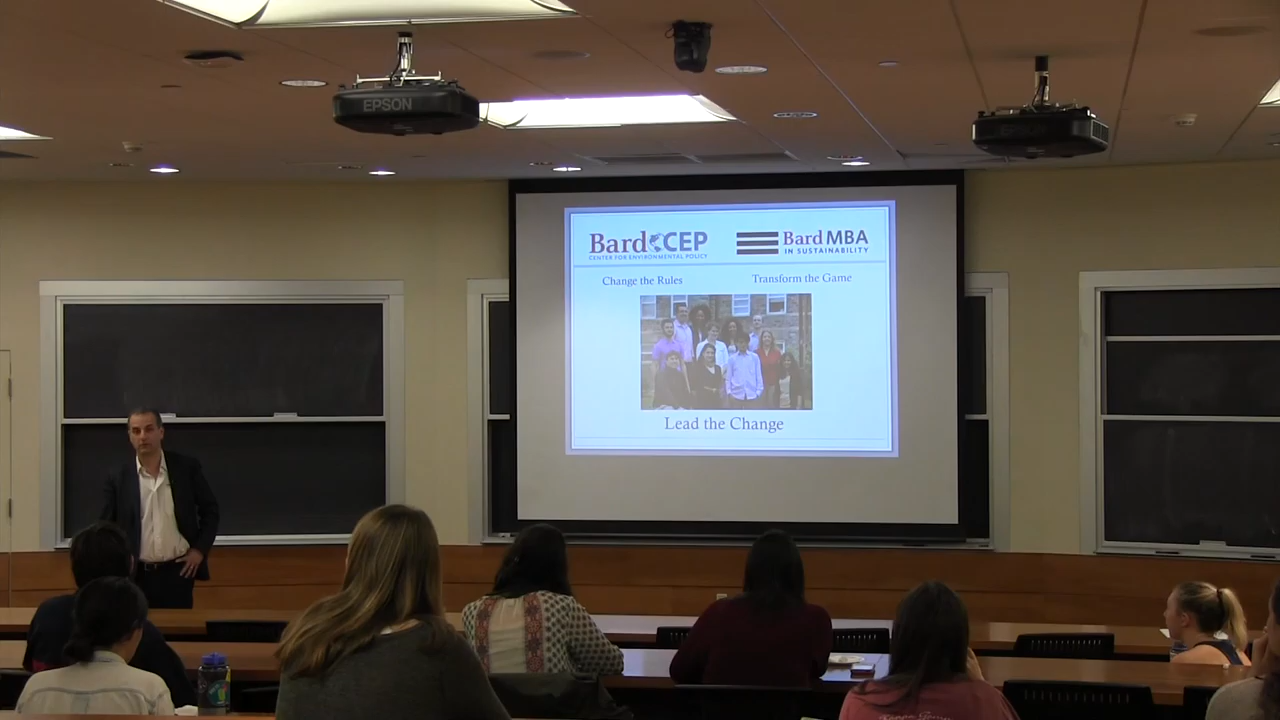 EPSON
EPSON
Bard CEP
CENTER FOR ENVIRONMENTAL POLICY
Bard MBA
IN SUSTAINABILITY
Change the Rules
Transform the Game
Lead the Change